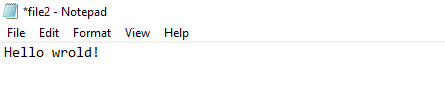 *file2 - Notepad
File Edit Format View Help
Hello wrold!